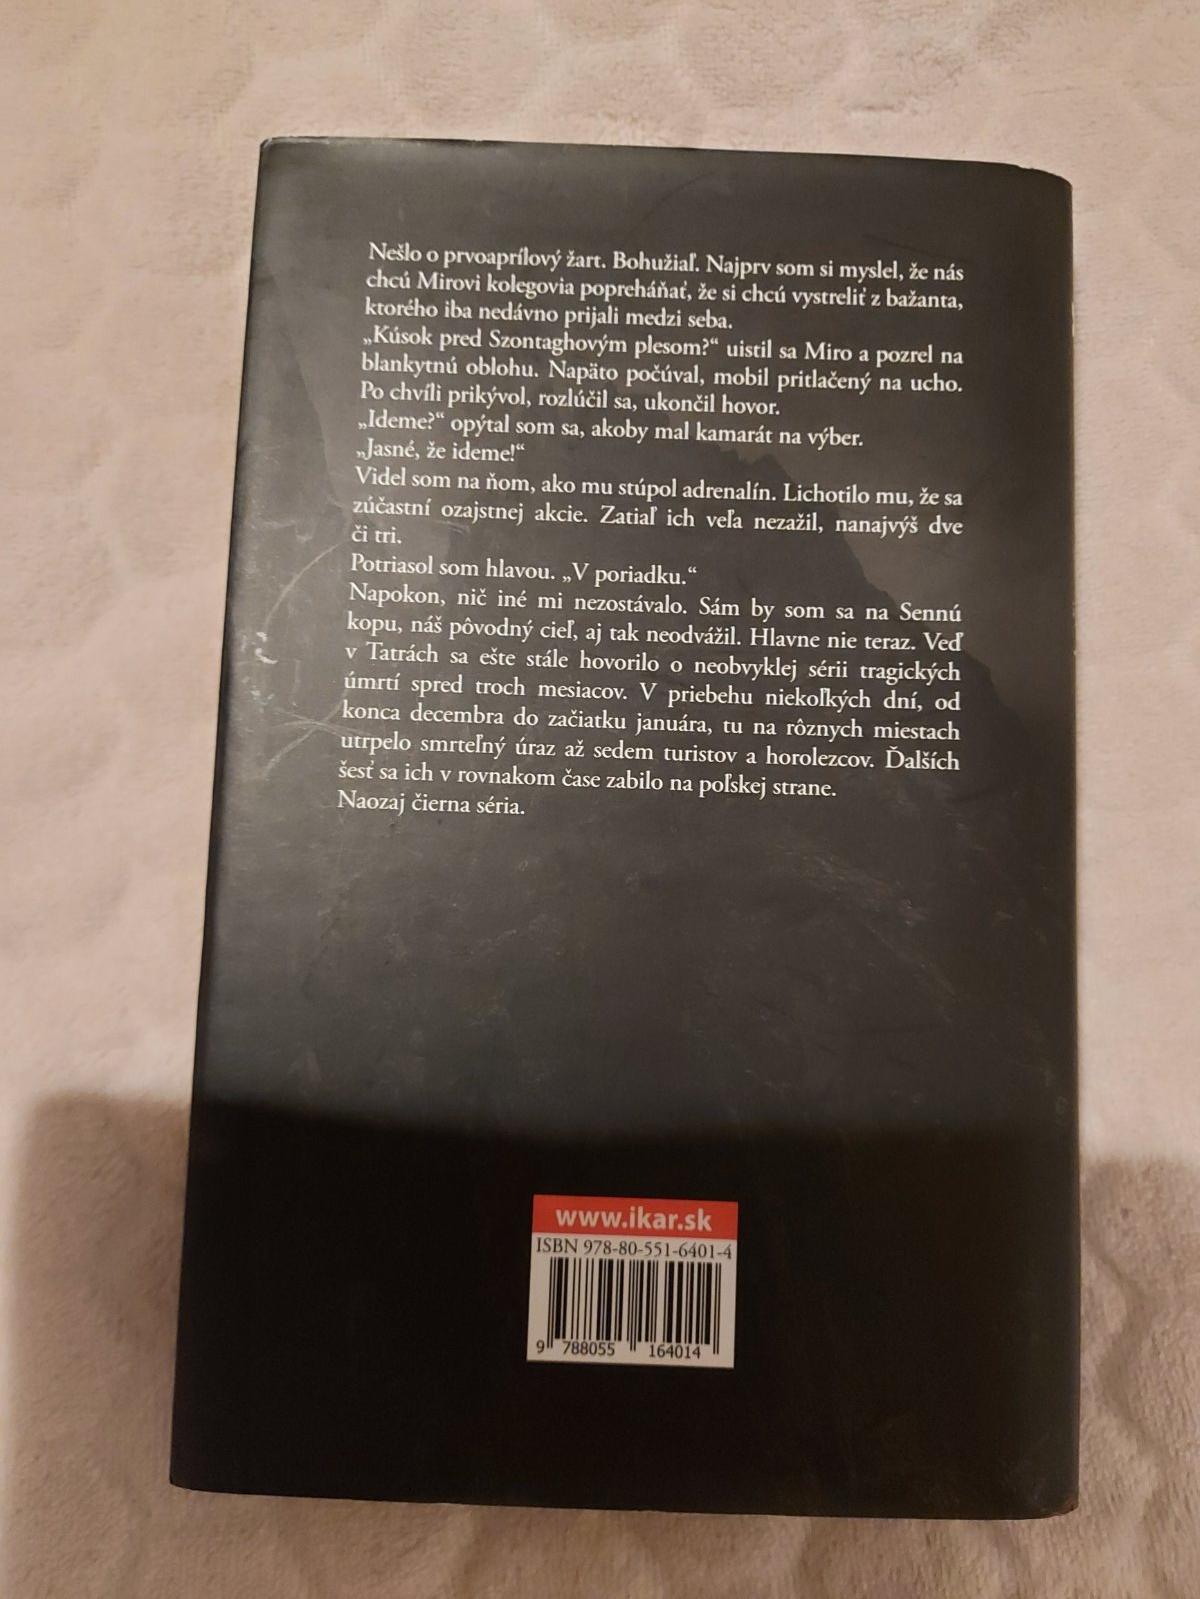 Nešlo o prvoaprílový žart. Bohužiaľ. Najprv som si myslel, že nás
chcú Mirovi kolegovia popreháňať, že si chcú vystreliť z bažanta,
ktorého iba nedávno prijali medzi seba.
„Kúsok pred Szontaghovým plesom?“ uistil sa Miro a pozrel na
blankytnú oblohu. Napäto počúval, mobil pritlačený na ucho.
Po chvíli prikývol, rozlúčil sa, ukončil hovor.
„Ideme?“ opýtal som sa, akoby mal kamarát na výber.
„Jasné, že ideme!“
Videl som na ňom, ako mu stúpol adrenalín. Lichotilo mu, že sa
zúčastní ozajstnej akcie. Zatiaľ ich veľa nezažil, nanajvýš dve
či tri.
Potriasol som hlavou. „V poriadku.“
Napokon, nič iné mi nezostávalo. Sám by som sa na Sennú
kopu, náš pôvodný cieľ, aj tak neodvážil. Hlavne nie teraz. Veď
v Tatrách sa ešte stále hovorilo o neobvyklej sérii tragických
úmrtí spred troch mesiacov. V priebehu niekoľkých dní, od
konca decembra do začiatku januára, tu na rôznych miestach
utrpelo smrteľný úraz až sedem turistov a horolezcov. Ďalších
šesť sa ich v rovnakom čase zabilo na poľskej strane.
Naozaj čierna séria.
www.ikar.sk
ISBN 978-80-551-6401-4
9 788055 164014